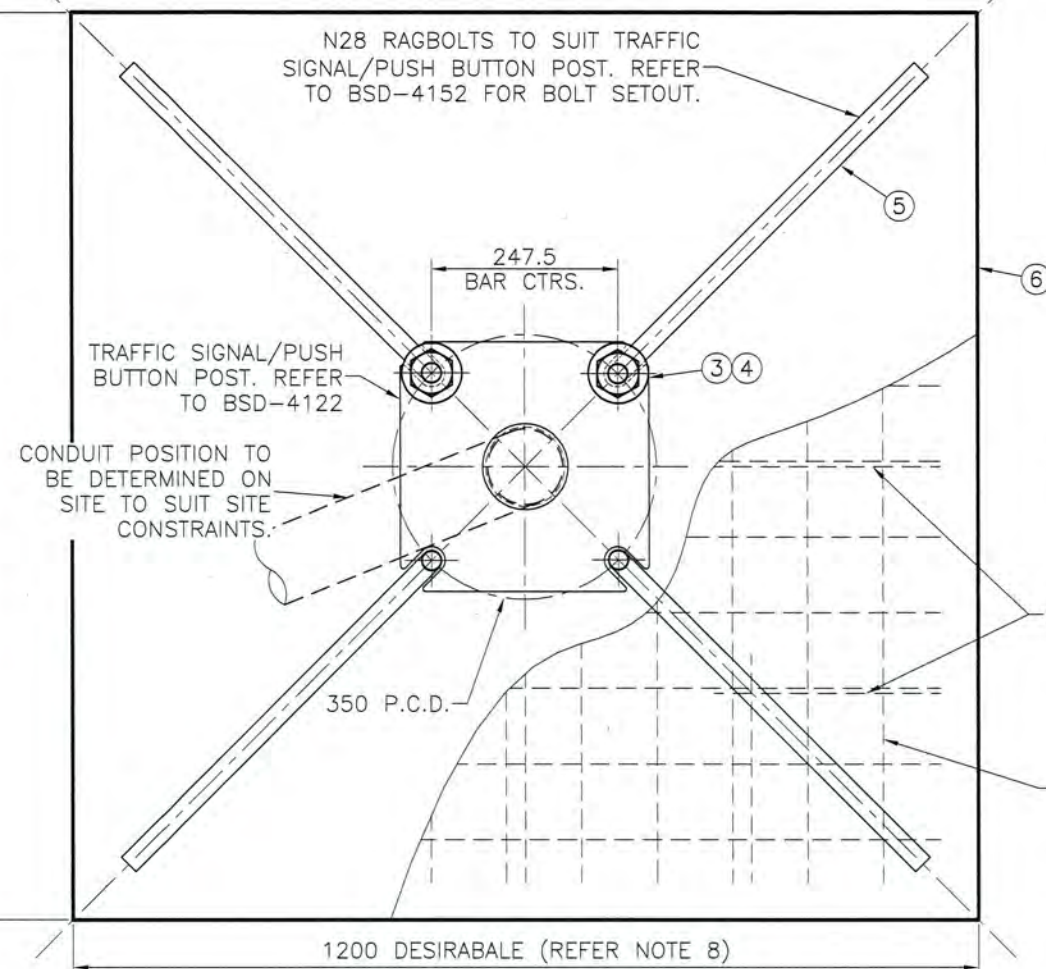 N28 RAGBOLTS TO SUIT TRAFFIC
SIGNAL/PUSH BUTTON POST. REFER
TO BSD-4152 FOR BOLT SETOUT.
5
247.5
BAR CTRS.
6
TRAFFIC SIGNAL/PUSH
BUTTON POST. REFER
TO BSD-4122
3 4
CONDUIT POSITION TO
BE DETERMINED ON
SITE TO SUIT SITE
CONSTRAINTS.
350 P.C.D.
1200 DESIRABALE (REFER NOTE 8)